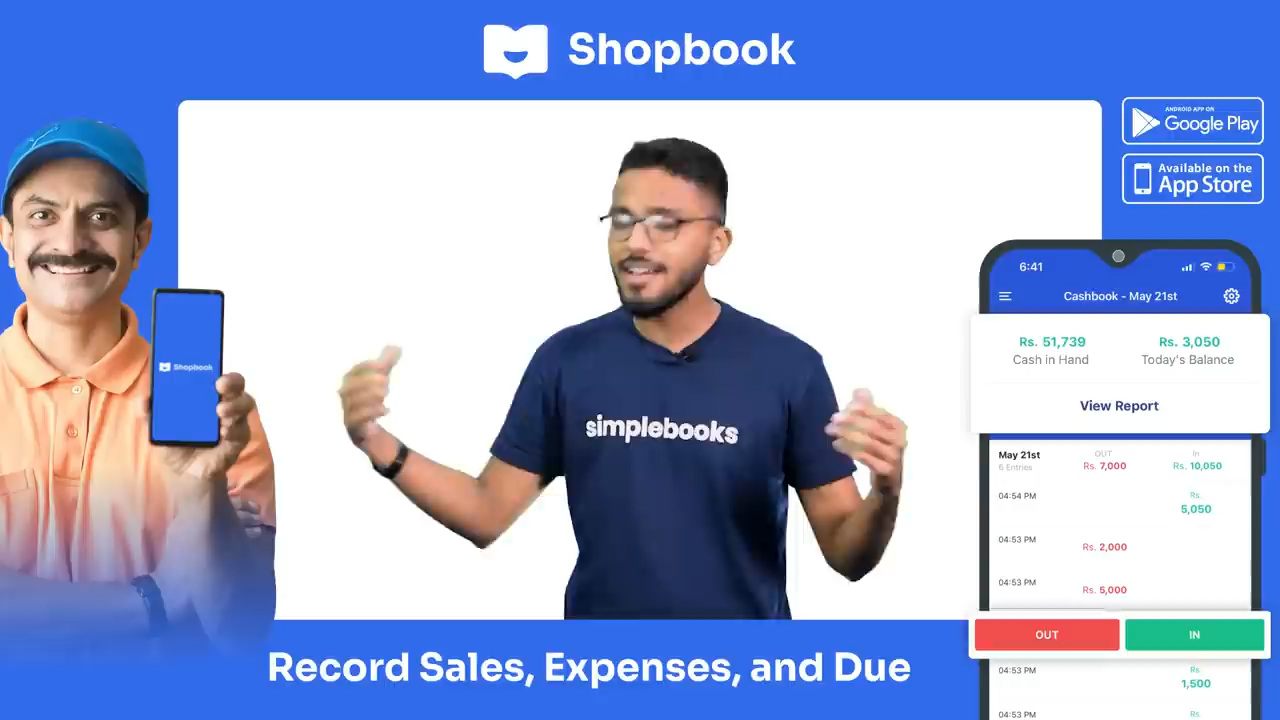 Shopbook
ANDROID APP ON
Google Play
Available on the
App Store
Shopbook
simplebooks
6:41
Cashbook - May 21st
Rs. 51,739
Cash in Hand
Rs. 3,050
Today's Balance
View Report
May 21st
6 Entries
OUT
Rs. 7,000
In
Rs. 10,050
04:54 PM
Rs.
5,050
04:53 PM
Rs. 2,000
04:53 PM
Rs. 5,000
OUT
IN
04:53 PM
Rs.
1,500
04:53 PM
Rs.
Record Sales, Expenses, and Due